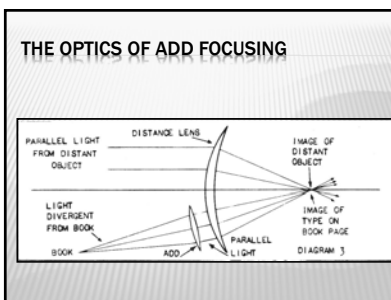 THE OPTICS OF ADD FOCUSING
DISTANCE LENS
PARALLEL LIGHT
FROM DISTANT
OBJECT
IMAGE OF
DISTANT
OBJECT
LIGHT
DIVERGENT
FROM BOOK
BOOK
ADD
PARALLEL
LIGHT
IMAGE OF
TYPE ON
BOOK PAGE
DIAGRAM 3